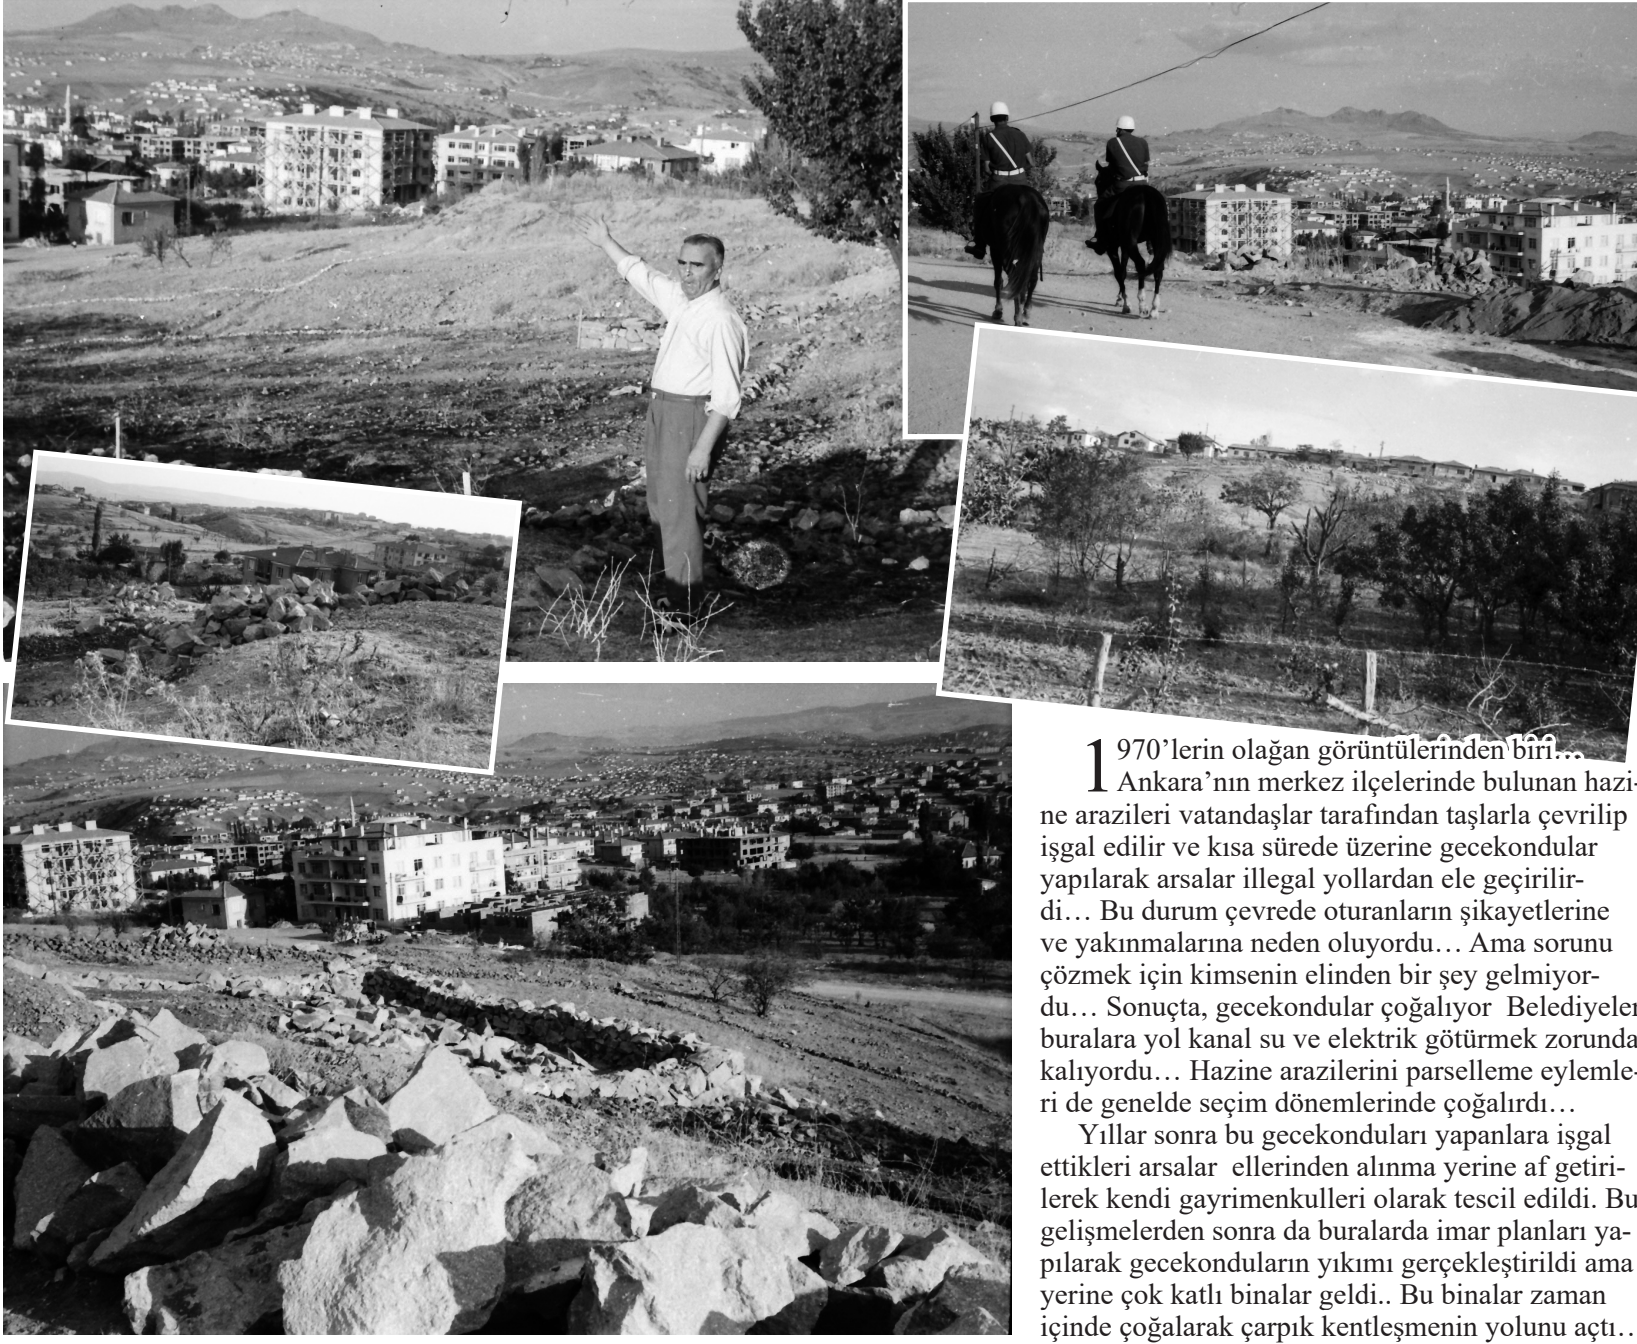 1970’lerin olağan görüntülerinden biri...
Ankara’nın merkez ilçelerinde bulunan hazi-
ne arazileri vatandaşlar tarafından taşlarla çevrilip
işgal edilir ve kısa sürede üzerine gecekondular
yapılarak arsalar illegal yollardan ele geçirilir-
di… Bu durum çevrede oturanların şikayetlerine
ve yakınmalarına neden oluyordu… Ama sorunu
çözmek için kimsenin elinden bir şey gelmiyor-
du… Sonuçta, gecekondular çoğalıyor  Belediyeler
buralara yol kanal su ve elektrik götürmek zorunda
kalıyordu… Hazine arazilerini parselleme eylemle-
ri de genelde seçim dönemlerinde çoğalırdı…
Yıllar sonra bu gecekonduları yapanlara işgal
ettikleri arsalar  ellerinden alınma yerine af getiri-
lerek kendi gayrimenkulleri olarak tescil edildi. Bu
gelişmelerden sonra da buralarda imar planları ya-
pılarak gecekonduların yıkımı gerçekleştirildi ama
yerine çok katlı binalar geldi.. Bu binalar zaman
içinde çoğalarak çarpık kentleşmenin yolunu açtı…